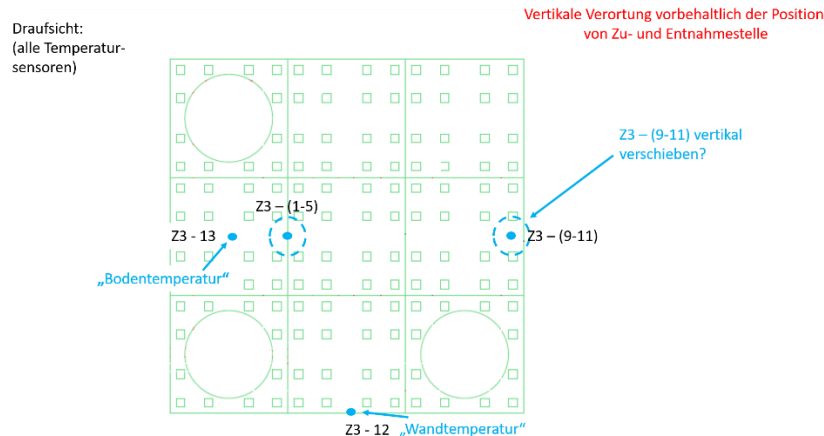 Vertikale Verortung vorbehaltlich der Position
von Zu- und Entnahmestelle
Draufsicht:
(alle Temperatur-
sensoren)
Z3 – (9-11) vertikal
verschieben?
Z3 – (1-5)
Z3 - 13
Z3 – (9-11)
„Bodentemperatur“
Z3 - 12
„Wandtemperatur“